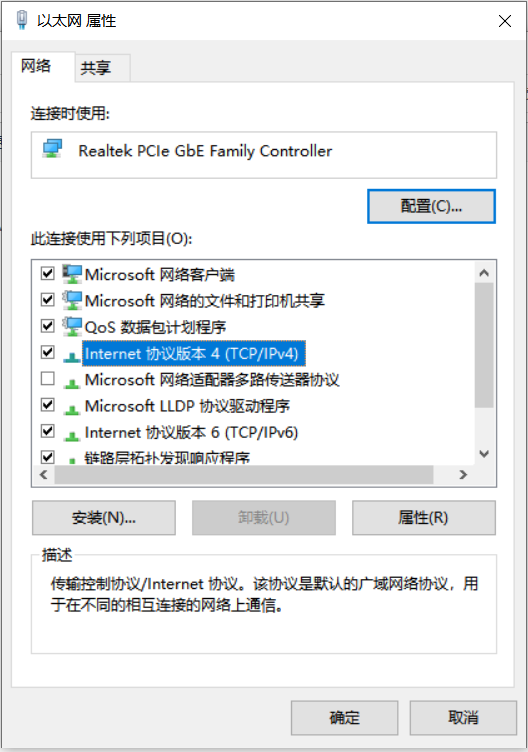 以太网 属性
网络
共享
连接时使用:
Realtek PCIe GbE Family Controller
配置(C)...
此连接使用下列项目(O):
Microsoft 网络客户端
Microsoft 网络的文件和打印机共享
QoS 数据包计划程序
Internet 协议版本 4 (TCP/IPv4)
Microsoft 网络适配器多路传送器协议
Microsoft LLDP 协议驱动程序
Internet 协议版本 6 (TCP/IPv6)
链路层拓扑发现响应程序
安装(N)...
卸载(U)
属性(R)
描述
传输控制协议/Internet 协议。该协议是默认的广域网络协议，用
于在不同的相互连接的网络上通信。
确定
取消